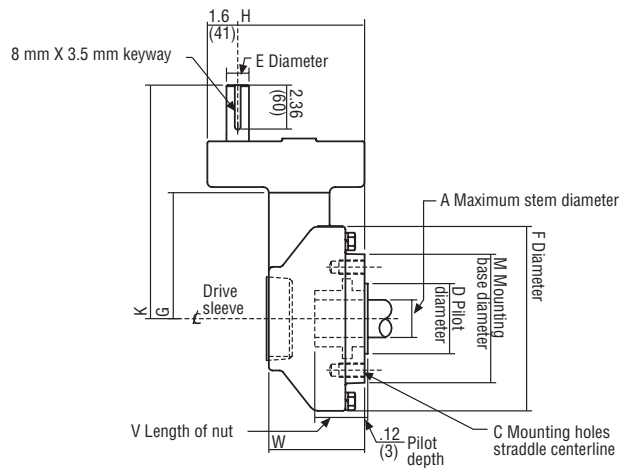 1.6
(41)
H
8 mm X 3.5 mm keyway
E Diameter
2.36
(60)
A Maximum stem diameter
F Diameter
M Mounting
base diameter
D Pilot
diameter
K
G
Drive
sleeve
℄
V Length of nut
W
.12
(3)
Pilot
depth
C Mounting holes
straddle centerline